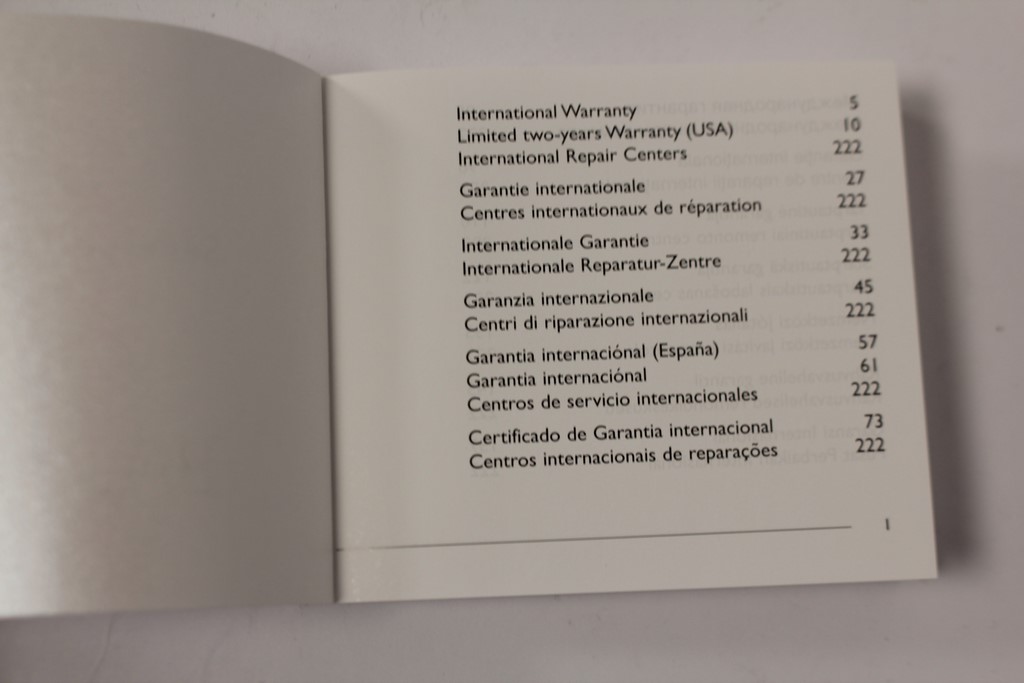 International Warranty 5
Limited two-years Warranty (USA) 10
International Repair Centers 222
Garantie internationale 27
Centres internationaux de réparation 222
Internationale Garantie 33
Internationale Reparatur-Zentre 222
Garanzia internazionale 45
Centri di riparazione internazionali 222
Garantia internaciónal (España) 57
Garantia internaciónal 61
Centros de servicio internacionales 222
Certificado de Garantia internacional 73
Centros internacionais de reparações 222
1